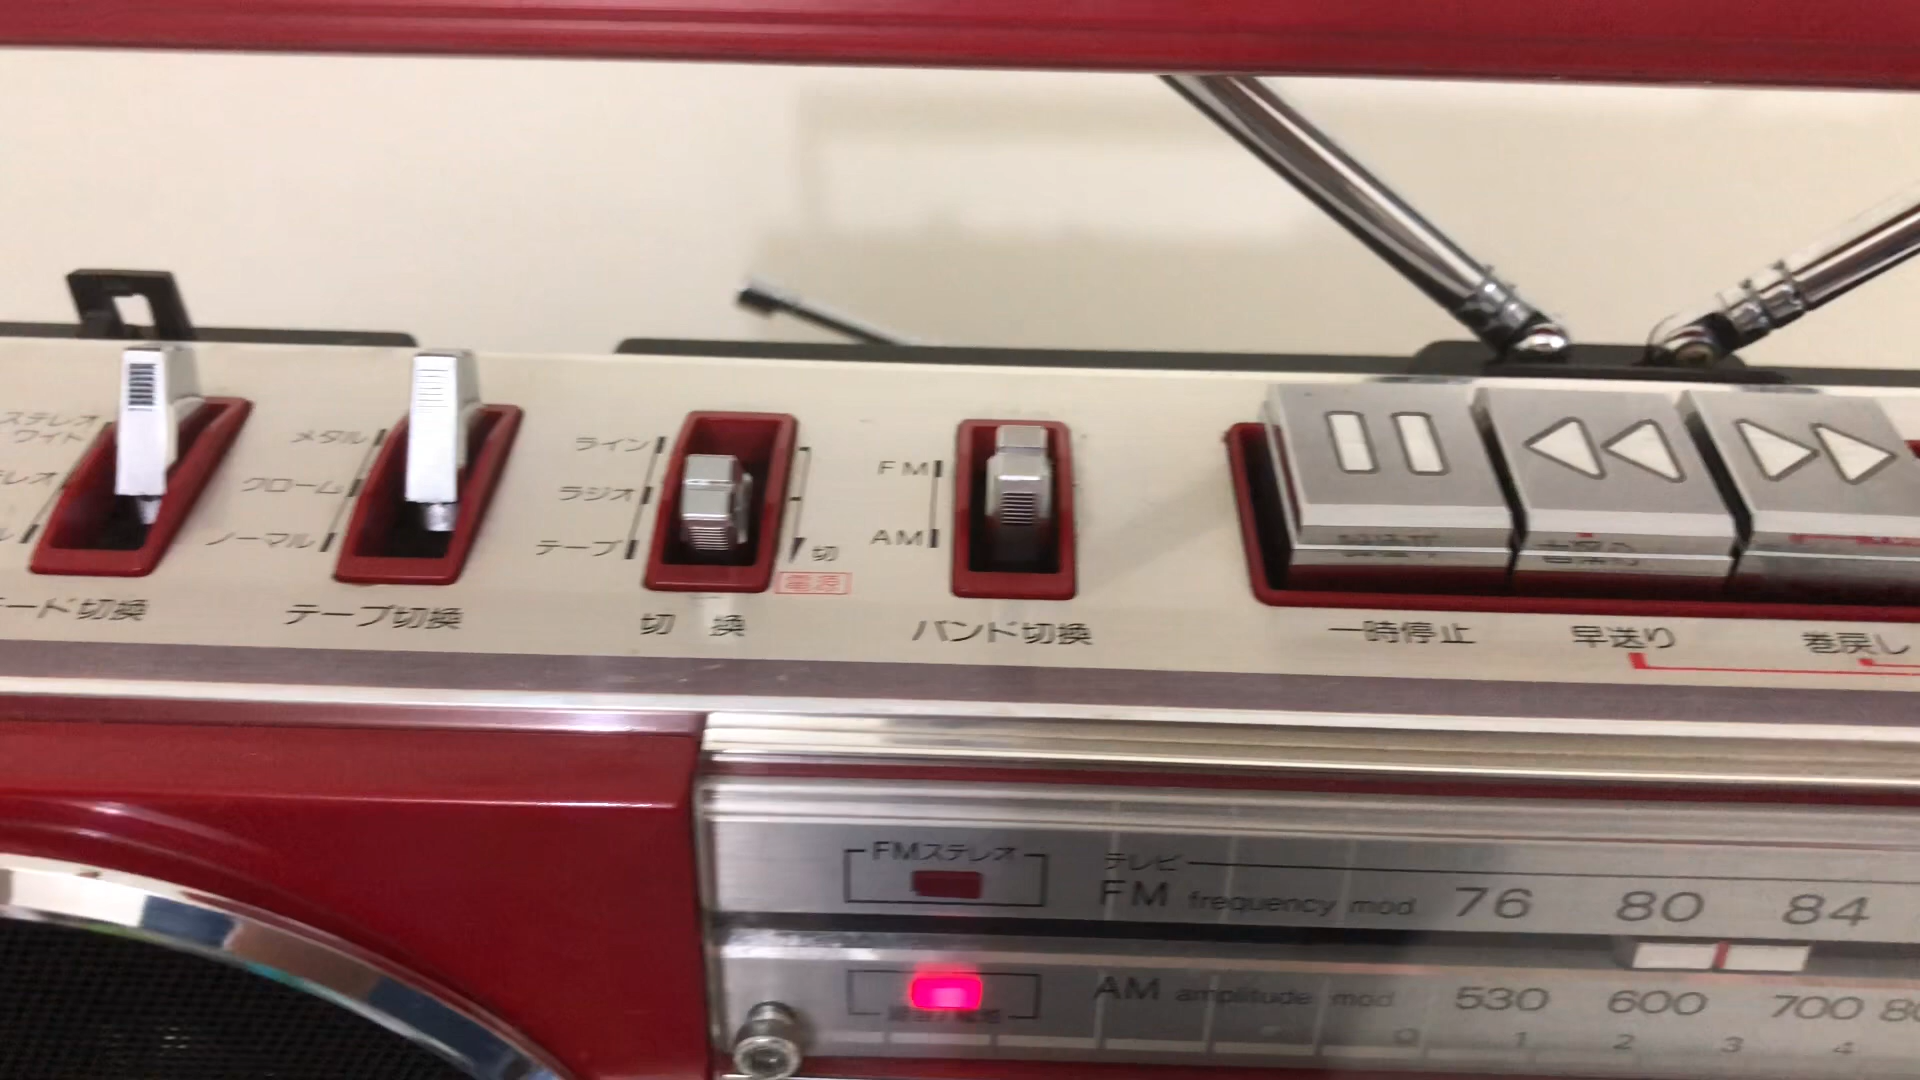 ステレオ
ワイド
メタル
クローム
ノーマル
テープ切換
ライン
ラジオ
テープ
切
電源
切 換
FM
AM
バンド切換
一時停止
早送り
巻戻し
FMステレオ
テレビ
FM frequency mod 76 80 84
AM amplitude mod 530 600 700
0 1 2 3 4